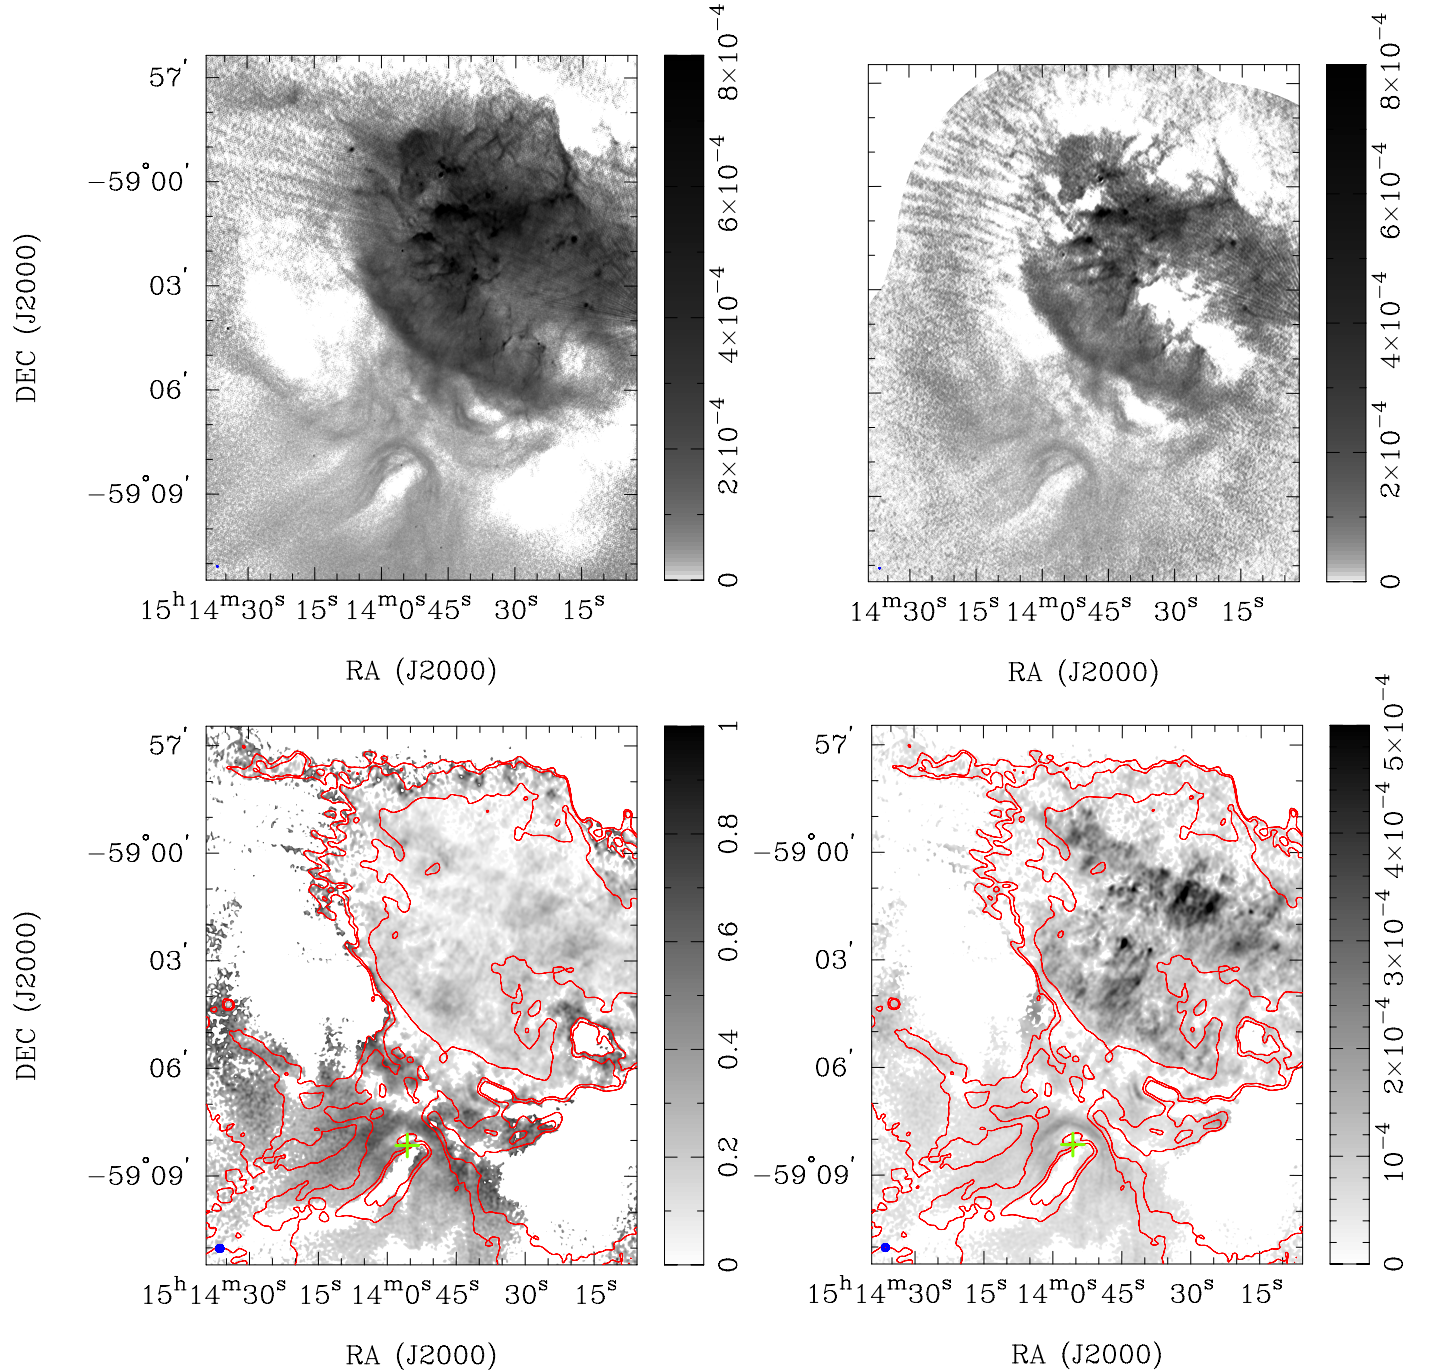 57′
−59°00′
03′
06′
−59°09′
DEC (J2000)
15ʰ14ᵐ30ˢ 15ˢ 14ᵐ0ˢ 45ˢ 30ˢ 15ˢ
RA (J2000)
0 2×10⁻⁴ 4×10⁻⁴ 6×10⁻⁴ 8×10⁻⁴
14ᵐ30ˢ 15ˢ 14ᵐ0ˢ 45ˢ 30ˢ 15ˢ
RA (J2000)
0 2×10⁻⁴ 4×10⁻⁴ 6×10⁻⁴ 8×10⁻⁴
57′
−59°00′
03′
06′
−59°09′
DEC (J2000)
15ʰ14ᵐ30ˢ 15ˢ 14ᵐ0ˢ 45ˢ 30ˢ 15ˢ
RA (J2000)
0 0.2 0.4 0.6 0.8 1
57′
−59°00′
03′
06′
−59°09′
15ʰ14ᵐ30ˢ 15ˢ 14ᵐ0ˢ 45ˢ 30ˢ 15ˢ
RA (J2000)
0 10⁻⁴ 2×10⁻⁴ 3×10⁻⁴ 4×10⁻⁴ 5×10⁻⁴